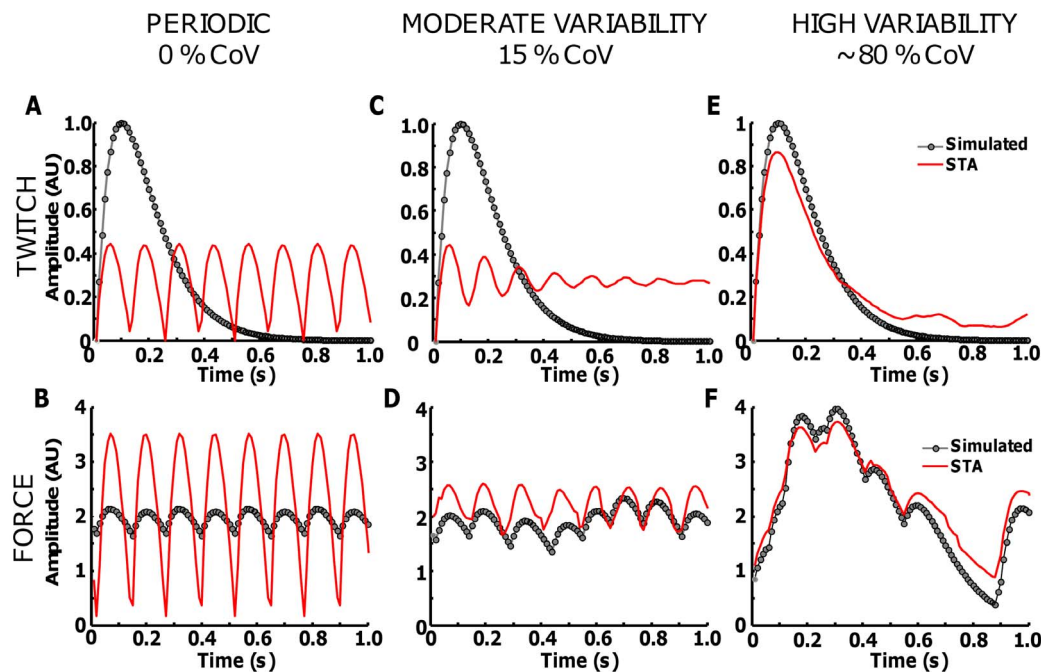 PERIODIC
0 % CoV
MODERATE VARIABILITY
15 % CoV
HIGH VARIABILITY
~80 % CoV
A
C
E
TWITCH
Amplitude (AU)
1.0
0.8
0.6
0.4
0.2
0
0 0.2 0.4 0.6 0.8 1.0
Time (s)
1.0
0.8
0.6
0.4
0.2
0
0 0.2 0.4 0.6 0.8 1.0
Time (s)
1.0
0.8
0.6
0.4
0.2
0
Simulated
STA
0 0.2 0.4 0.6 0.8 1.0
Time (s)
B
D
F
FORCE
Amplitude (AU)
4
3
2
1
0
0 0.2 0.4 0.6 0.8 1.0
Time (s)
4
3
2
1
0
0 0.2 0.4 0.6 0.8 1.0
Time (s)
4
3
2
1
0
Simulated
STA
0 0.2 0.4 0.6 0.8 1.0
Time (s)